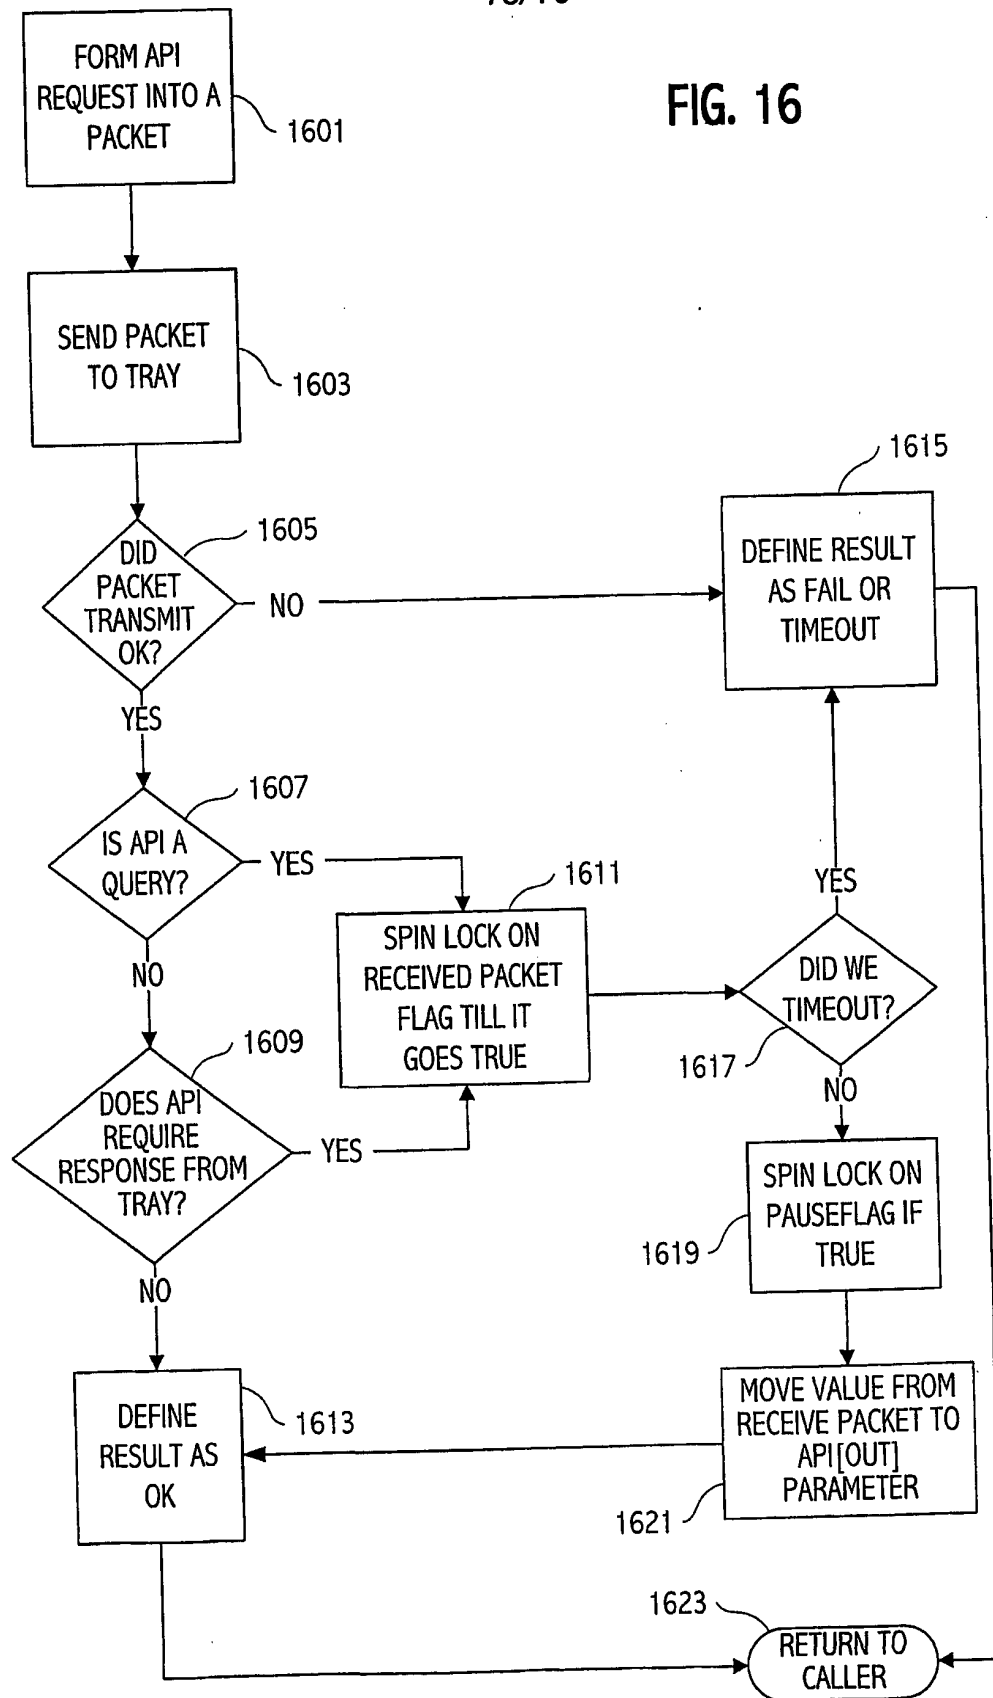 FIG. 16
FORM API
REQUEST INTO A
PACKET
1601
SEND PACKET
TO TRAY
1603
DID
PACKET
TRANSMIT
OK?
1605
NO
YES
1615
DEFINE RESULT
AS FAIL OR
TIMEOUT
IS API A
QUERY?
1607
YES
NO
1611
SPIN LOCK ON
RECEIVED PACKET
FLAG TILL IT
GOES TRUE
YES
DID WE
TIMEOUT?
1617
NO
1609
DOES API
REQUIRE
RESPONSE FROM
TRAY?
YES
NO
SPIN LOCK ON
PAUSEFLAG IF
TRUE
1619
DEFINE
RESULT AS
OK
1613
MOVE VALUE FROM
RECEIVE PACKET TO
API[OUT]
PARAMETER
1621
1623
RETURN TO
CALLER